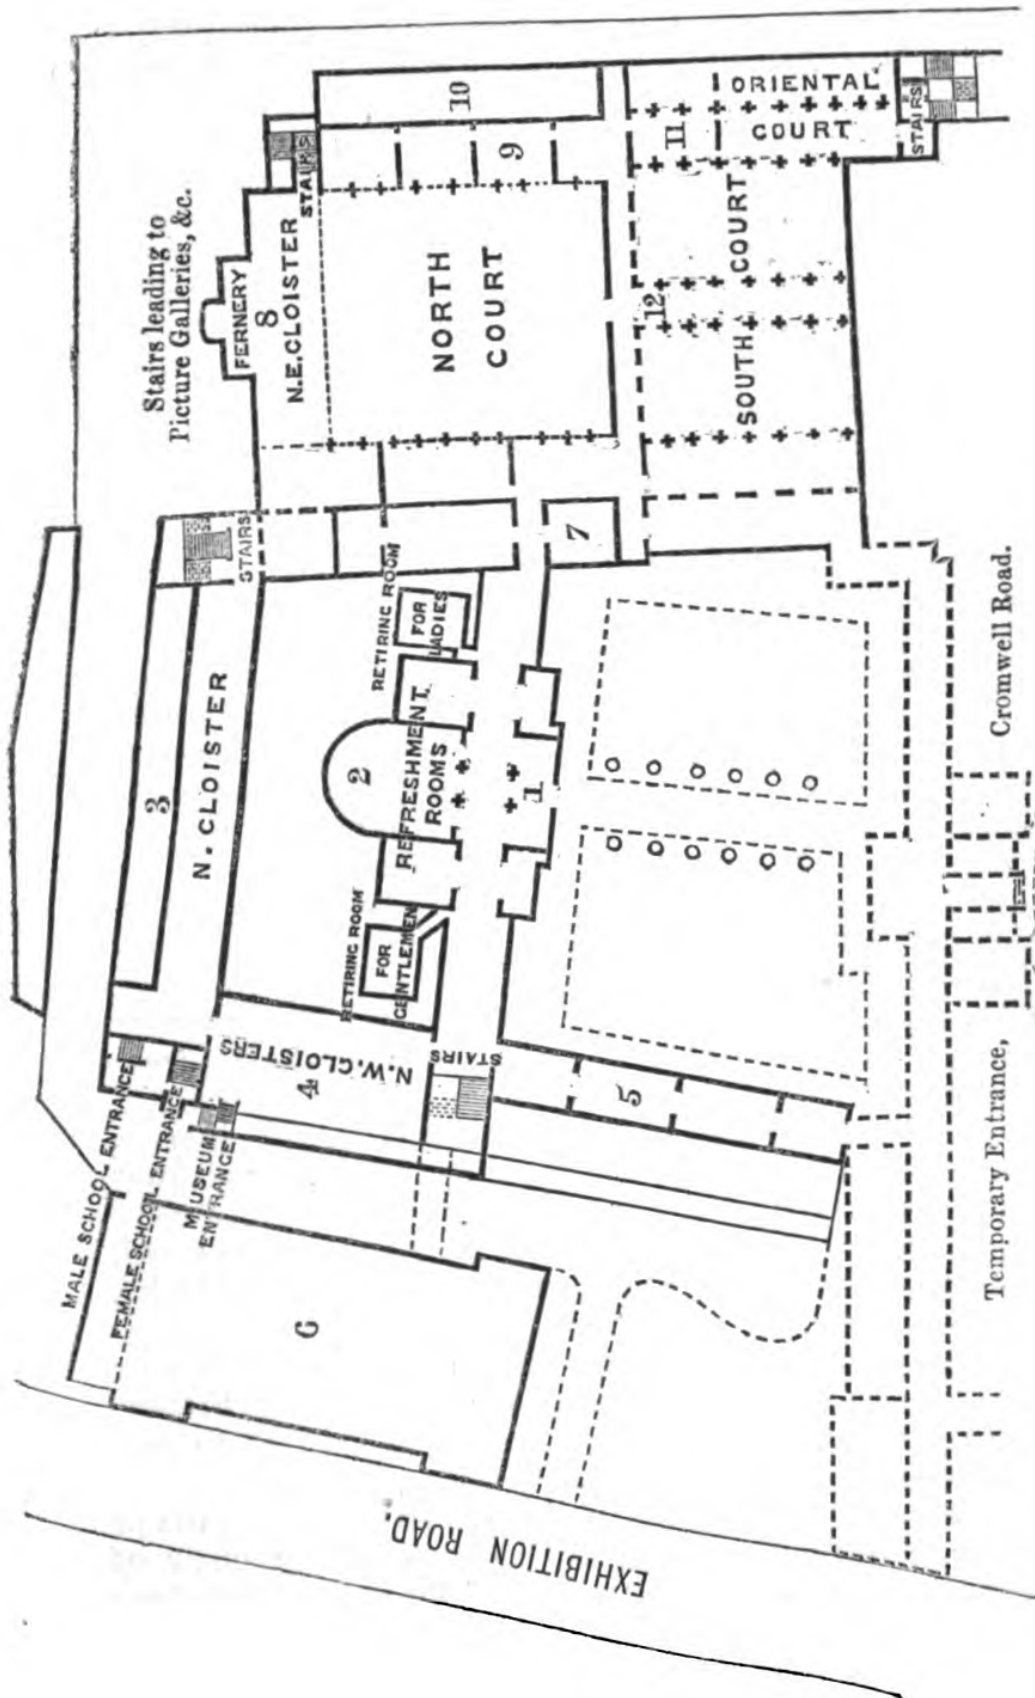 EXHIBITION ROAD.
MALE SCHOOL ENTRANCE
FEMALE SCHOOL ENTRANCE
MUSEUM
ENTRANCE
6
4
N.W. CLOISTERS
STAIRS
5
3
N. CLOISTER
RETIRING ROOM
FOR
GENTLEMEN
2
REFRESHMENT
ROOMS
1
RETIRING ROOM
FOR
LADIES
STAIRS
7
Stairs leading to
Picture Galleries, &c.
FERNERY
8
N.E. CLOISTER
STAIRS
NORTH
COURT
9
10
11
12
SOUTH COURT
ORIENTAL
COURT
STAIRS
Temporary Entrance, Cromwell Road.